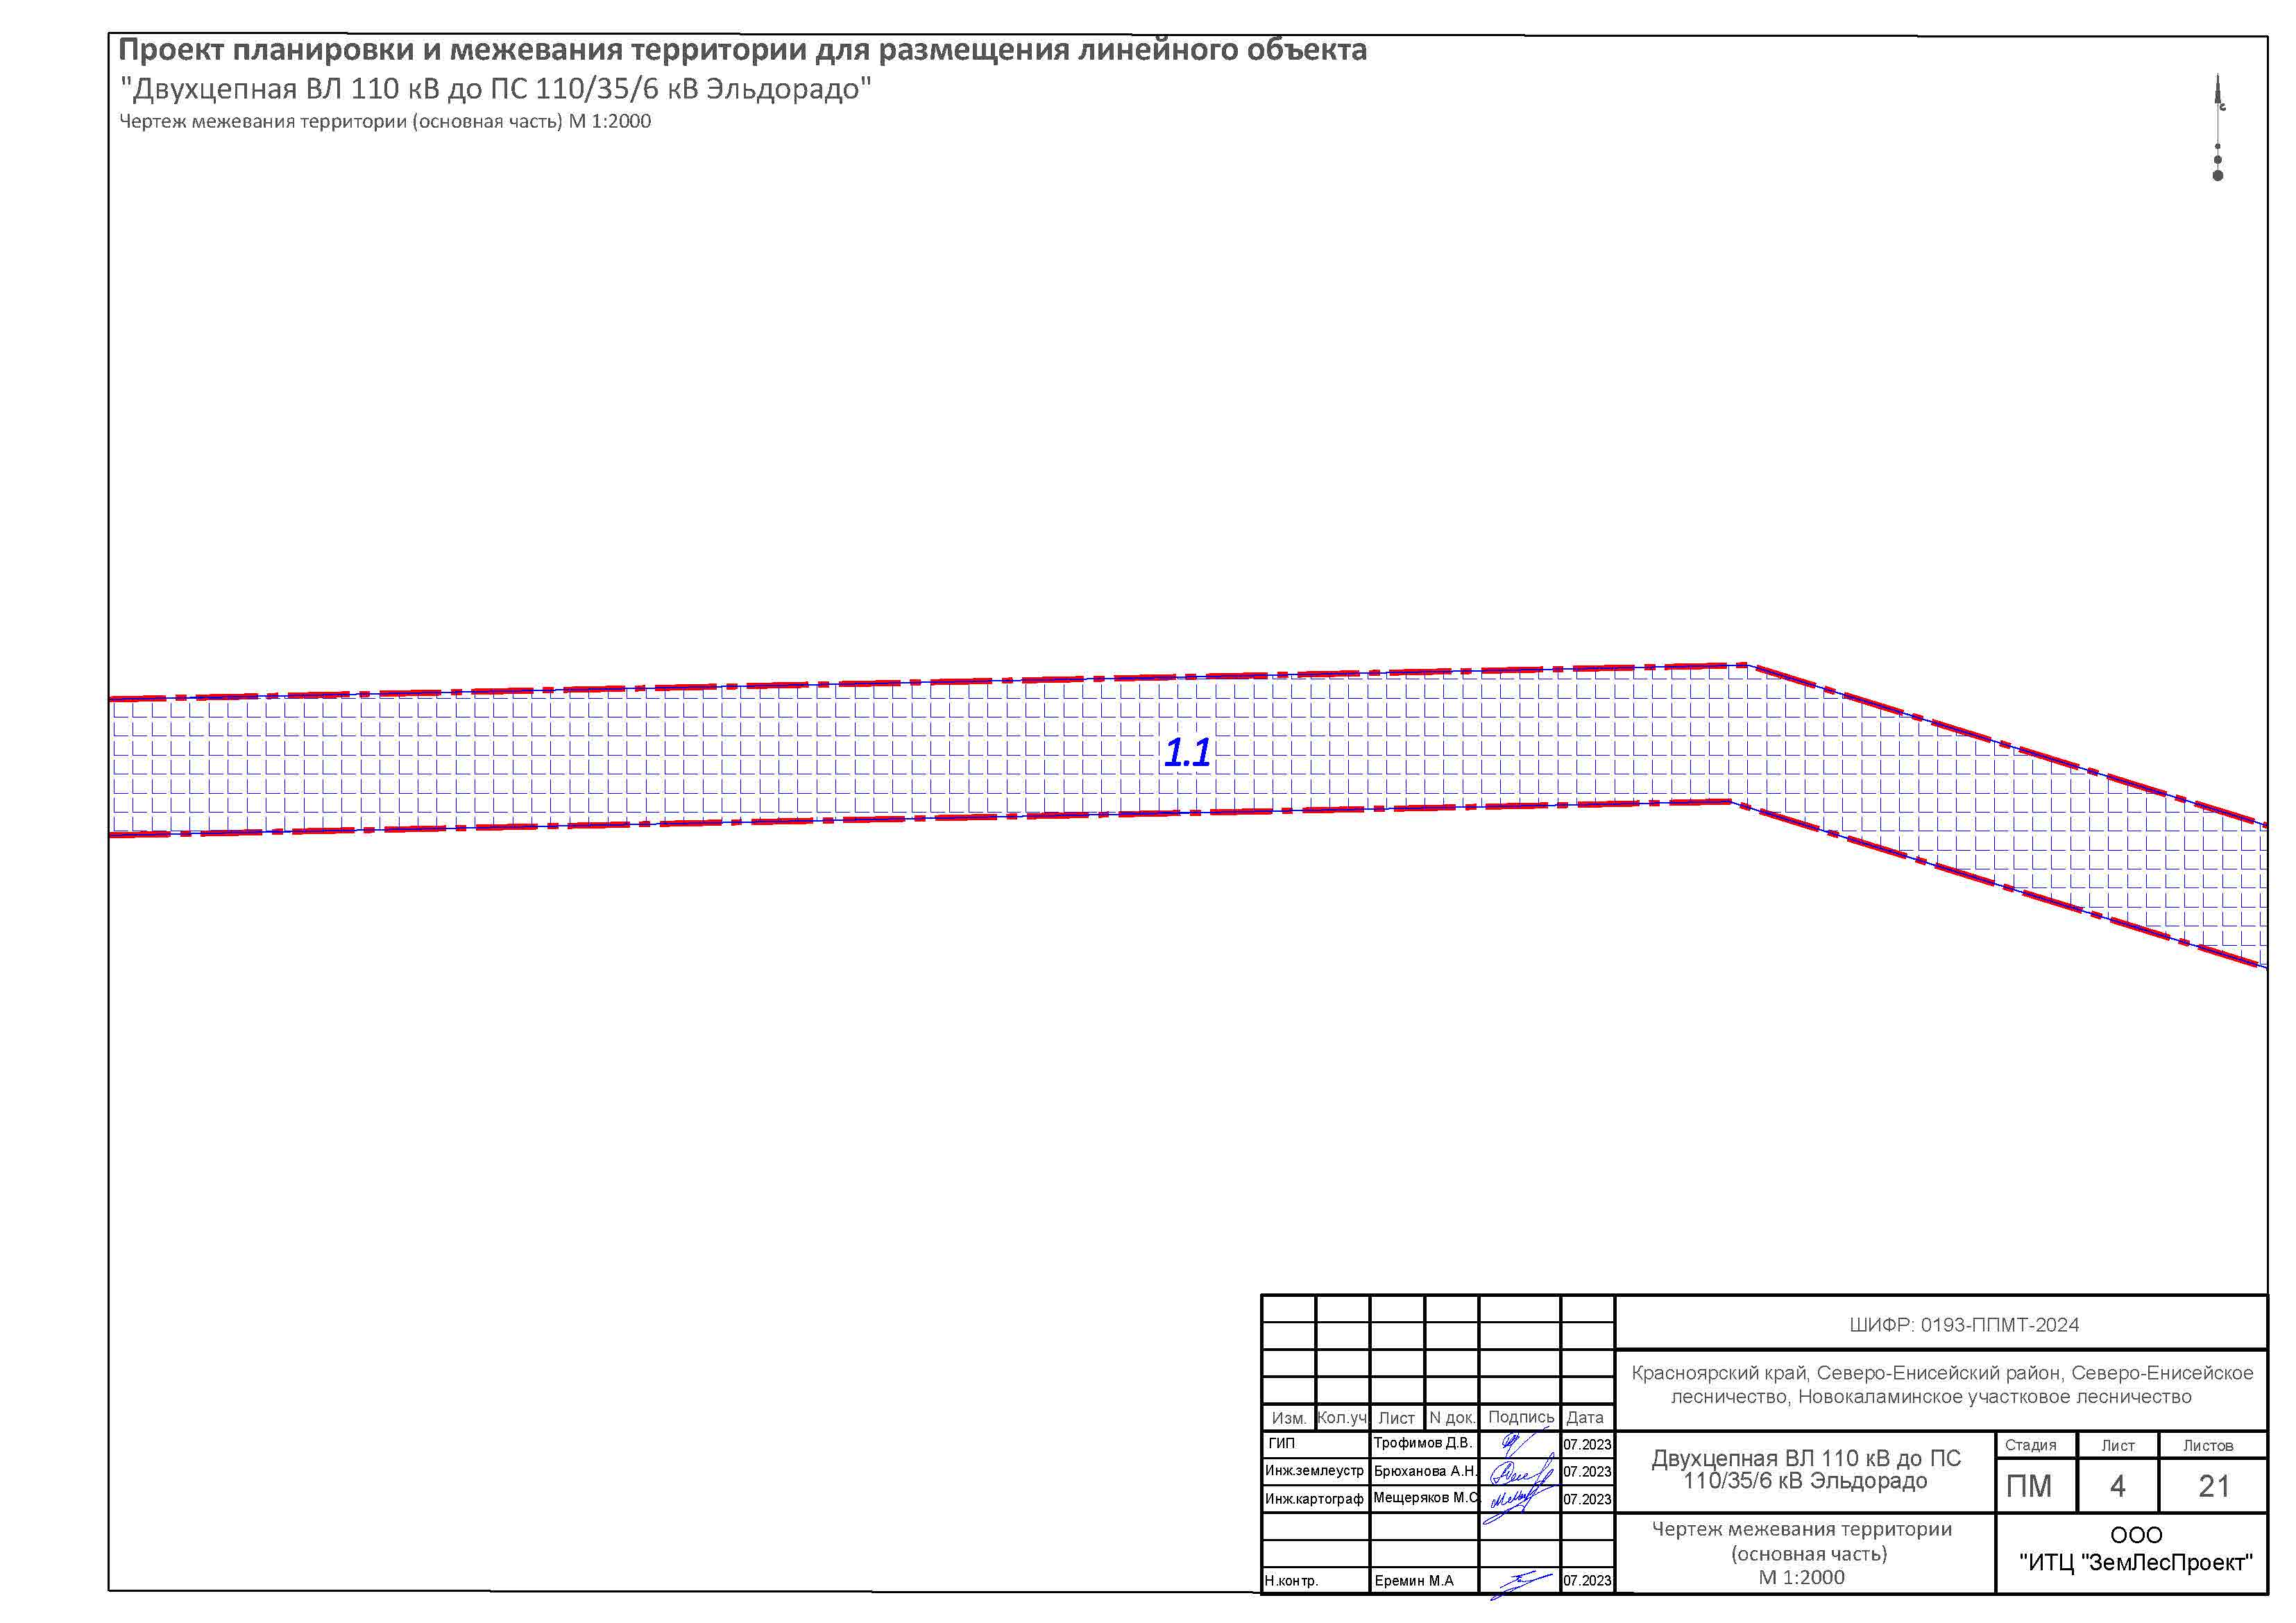 Проект планировки и межевания территории для размещения линейного объекта
"Двухцепная ВЛ 110 кВ до ПС 110/35/6 кВ Эльдорадо"
Чертеж межевания территории (основная часть) М 1:2000
с
1.1
ШИФР: 0193-ППМТ-2024
Красноярский край, Северо-Енисейский район, Северо-Енисейское
лесничество, Новокаламинское участковое лесничество
Изм. Кол.уч Лист N док. Подпись Дата
ГИП Трофимов Д.В. 07.2023
Инж.землеустр Брюханова А.Н. 07.2023
Инж.картограф Мещеряков М.С 07.2023
Н.контр. Еремин М.А 07.2023
Двухцепная ВЛ 110 кВ до ПС
110/35/6 кВ Эльдорадо
Стадия Лист Листов
ПМ 4 21
Чертеж межевания территории
(основная часть)
М 1:2000
ООО
"ИТЦ "ЗемЛесПроект"